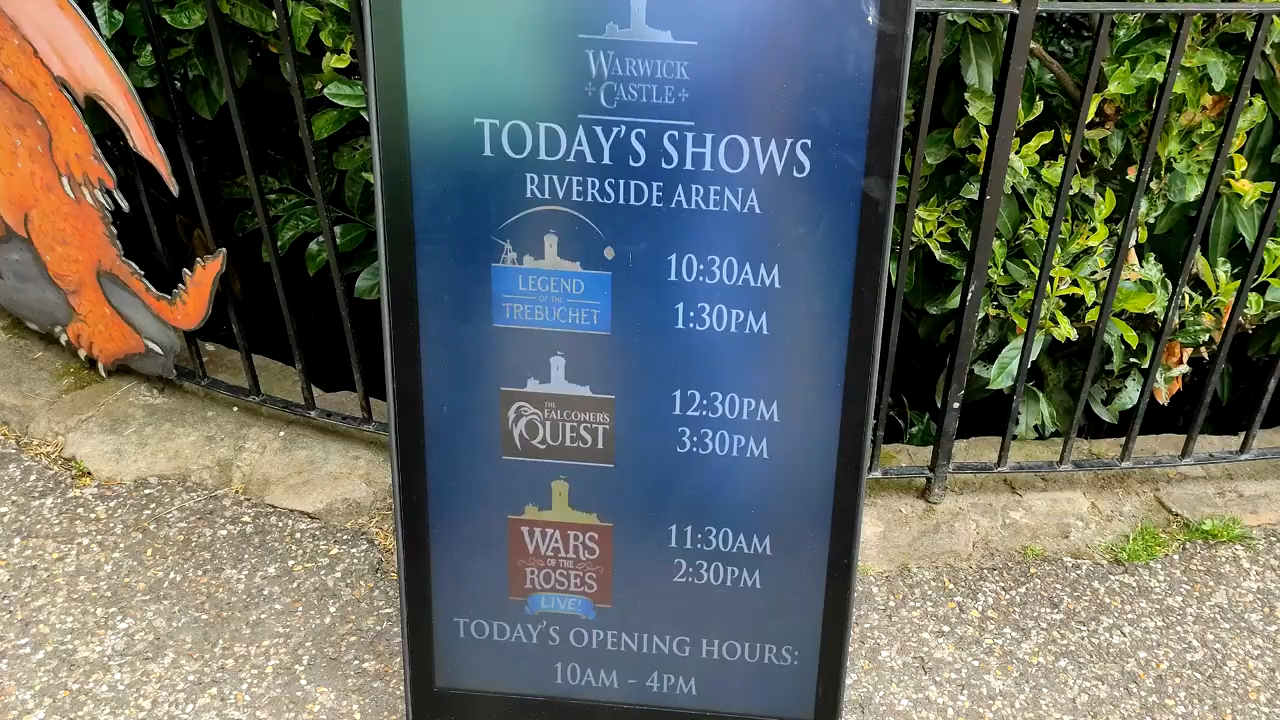 WARWICK
CASTLE
TODAY'S SHOWS
RIVERSIDE ARENA
LEGEND
OF THE
TREBUCHET
10:30AM
1:30PM
THE
FALCONER'S
QUEST
12:30PM
3:30PM
WARS
OF THE
ROSES
LIVE!
11:30AM
2:30PM
TODAY'S OPENING HOURS:
10AM - 4PM